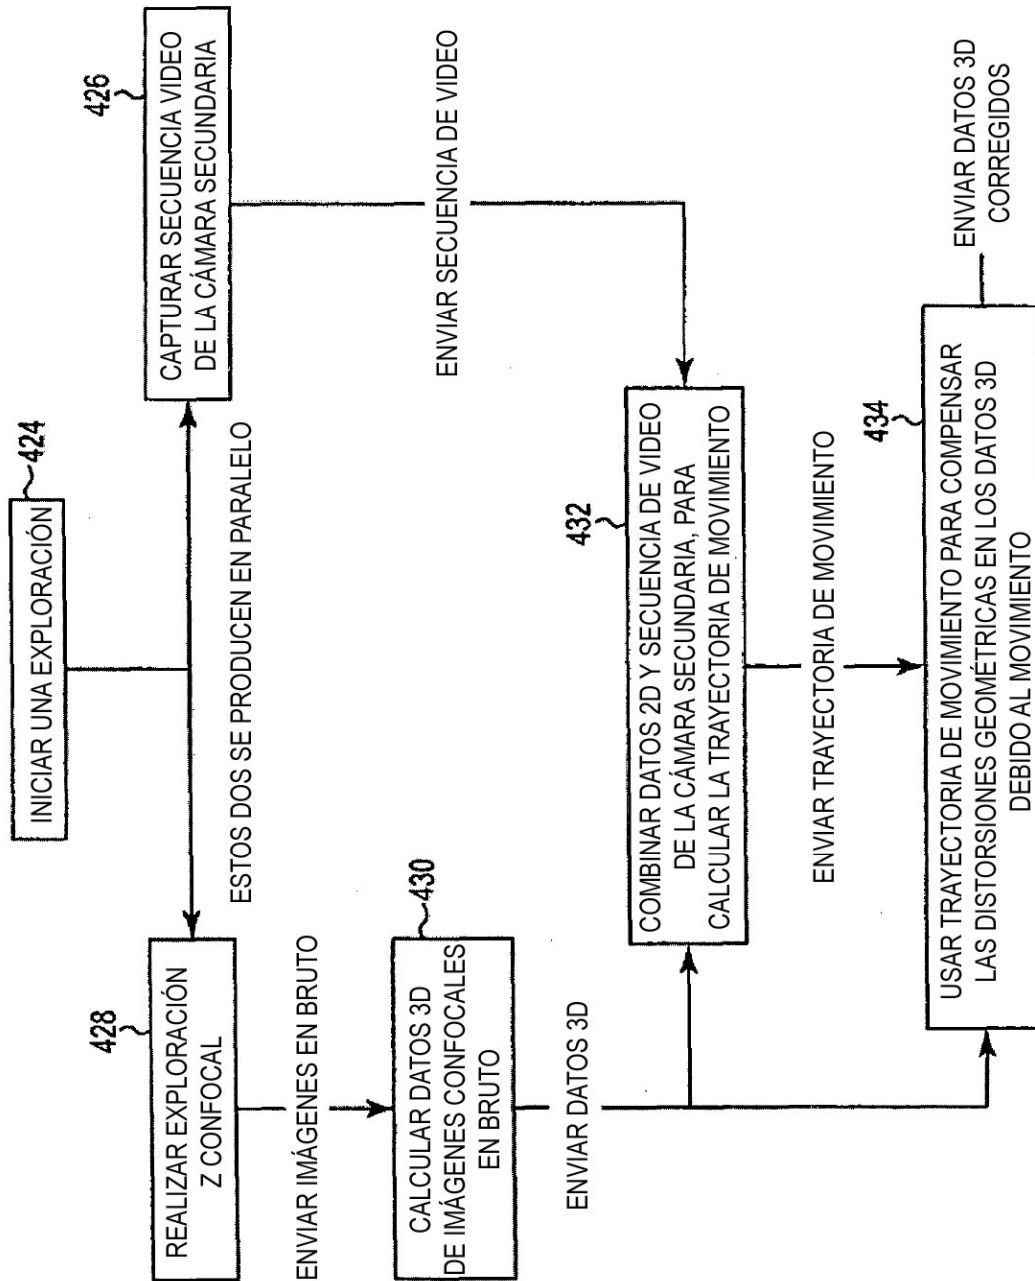 INICIAR UNA EXPLORACIÓN
424
ESTOS DOS SE PRODUCEN EN PARALELO
426
CAPTURAR SECUENCIA VIDEO
DE LA CÁMARA SECUNDARIA
ENVIAR SECUENCIA DE VIDEO
428
REALIZAR EXPLORACIÓN
Z CONFOCAL
ENVIAR IMÁGENES EN BRUTO
430
CALCULAR DATOS 3D
DE IMÁGENES CONFOCALES
EN BRUTO
ENVIAR DATOS 3D
432
COMBINAR DATOS 2D Y SECUENCIA DE VIDEO
DE LA CÁMARA SECUNDARIA, PARA
CALCULAR LA TRAYECTORIA DE MOVIMIENTO
ENVIAR TRAYECTORIA DE MOVIMIENTO
434
USAR TRAYECTORIA DE MOVIMIENTO PARA COMPENSAR
LAS DISTORSIONES GEOMÉTRICAS EN LOS DATOS 3D
DEBIDO AL MOVIMIENTO
ENVIAR DATOS 3D
CORREGIDOS